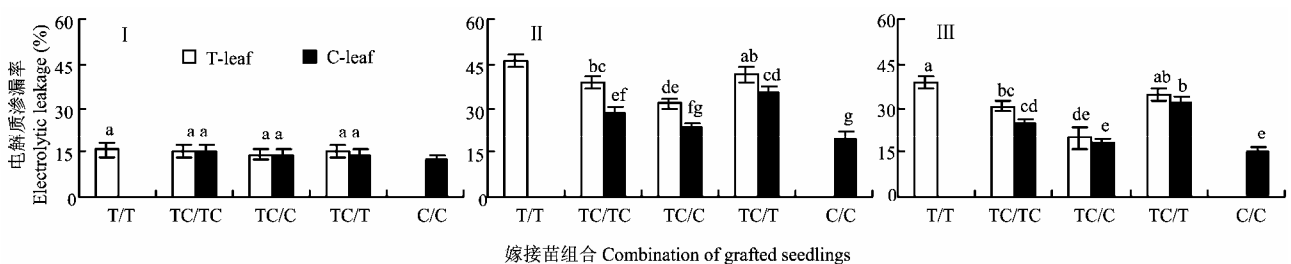 电解质渗漏率
Electrolytic leakage (%)
60
45
30
15
0
I
T-leaf
C-leaf
a
a a
a a
a a
T/T
TC/TC
TC/C
TC/T
C/C
60
45
30
15
0
II
bc
ef
de
fg
ab
cd
g
T/T
TC/TC
TC/C
TC/T
C/C
60
45
30
15
0
III
a
bc
cd
de
e
ab
b
e
T/T
TC/TC
TC/C
TC/T
C/C
嫁接苗组合 Combination of grafted seedlings